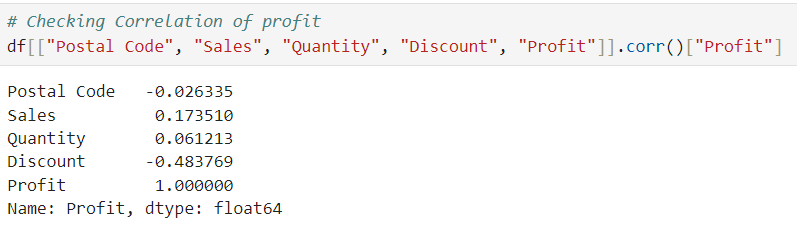 # Checking Correlation of profit
df[["Postal Code", "Sales", "Quantity", "Discount", "Profit"]].corr()["Profit"]
Postal Code   -0.026335
Sales          0.173510
Quantity       0.061213
Discount      -0.483769
Profit         1.000000
Name: Profit, dtype: float64